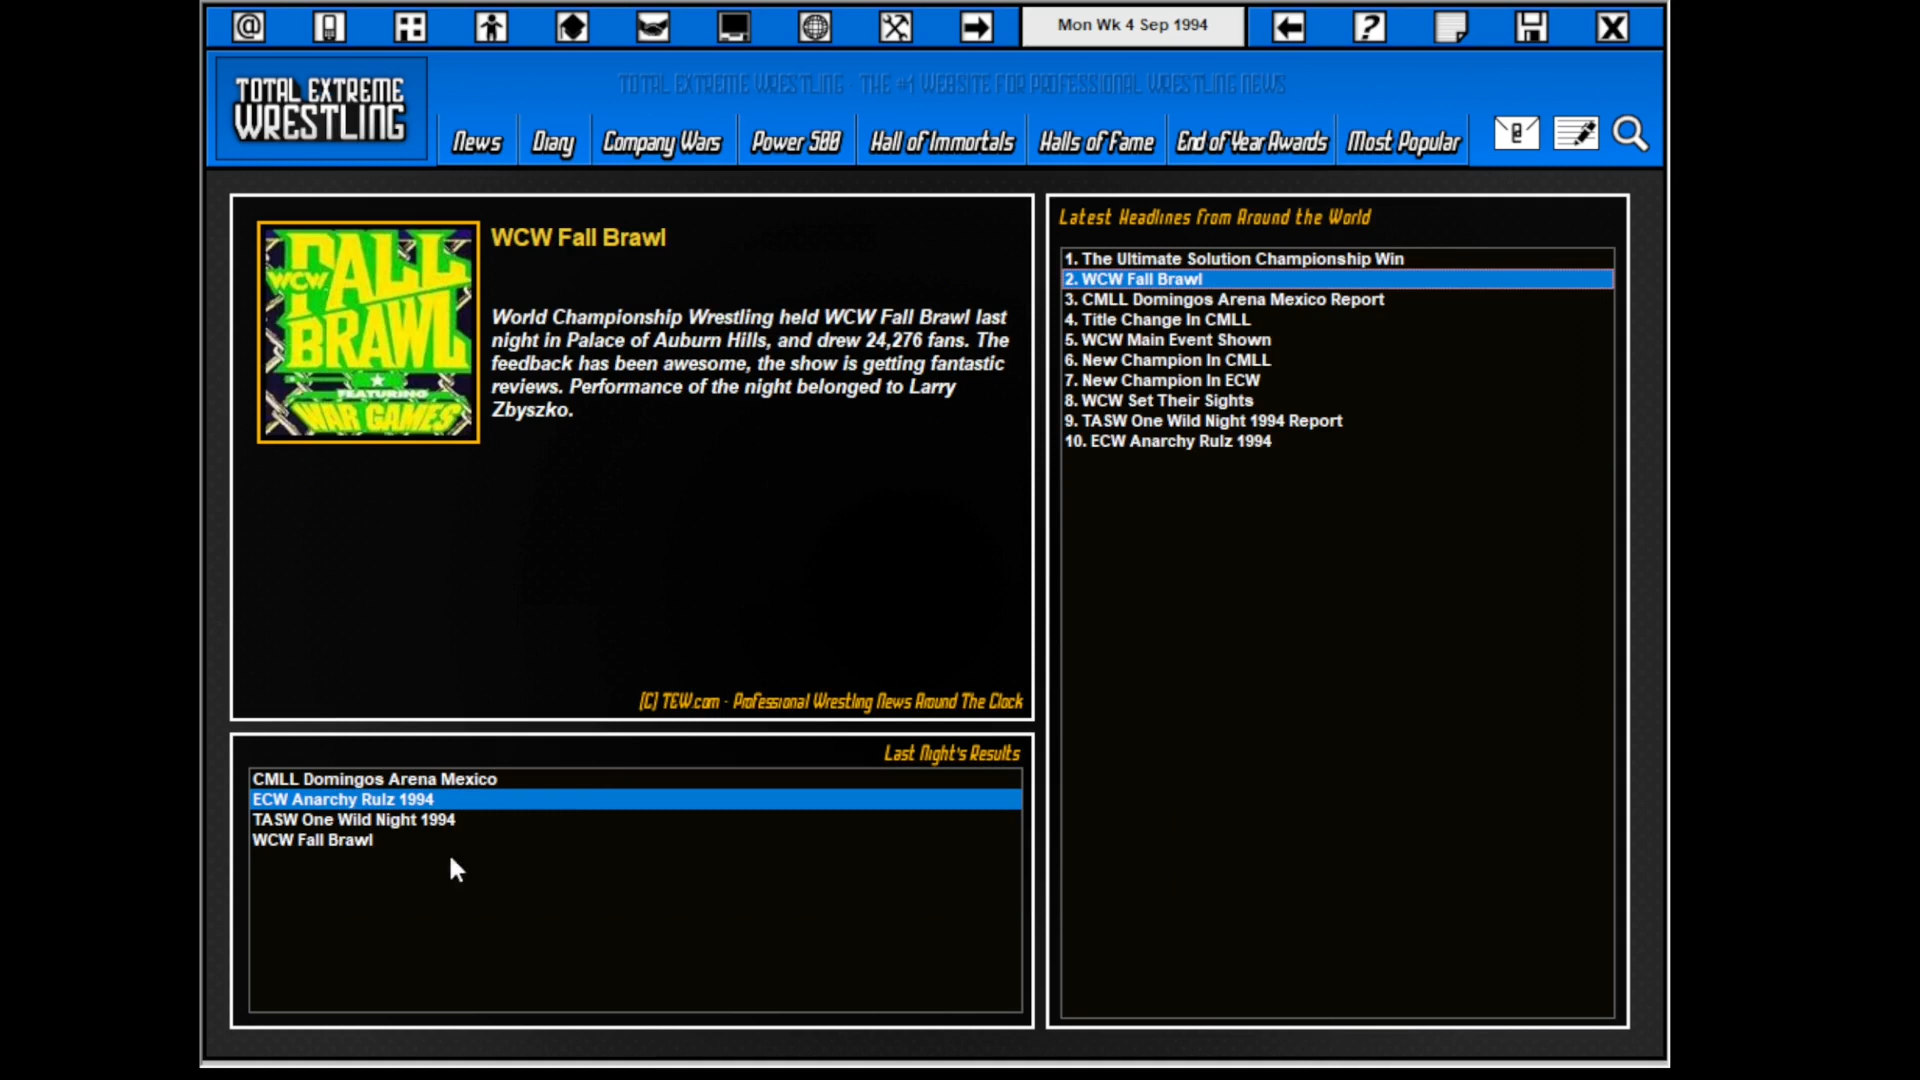 Mon Wk 4 Sep 1994
TOTAL EXTREME WRESTLING
TOTAL EXTREME WRESTLING - THE #1 WEBSITE FOR PROFESSIONAL WRESTLING NEWS
News
Diary
Company Wars
Power 500
Hall of Immortals
Halls of Fame
End of Year Awards
Most Popular
WCW FALL BRAWL
FEATURING
WAR GAMES
WCW Fall Brawl
World Championship Wrestling held WCW Fall Brawl last
night in Palace of Auburn Hills, and drew 24,276 fans. The
feedback has been awesome, the show is getting fantastic
reviews. Performance of the night belonged to Larry
Zbyszko.
(C) TEW.com - Professional Wrestling News Around The Clock
Latest Headlines From Around the World
1. The Ultimate Solution Championship Win
2. WCW Fall Brawl
3. CMLL Domingos Arena Mexico Report
4. Title Change In CMLL
5. WCW Main Event Shown
6. New Champion In CMLL
7. New Champion In ECW
8. WCW Set Their Sights
9. TASW One Wild Night 1994 Report
10. ECW Anarchy Rulz 1994
Last Night's Results
CMLL Domingos Arena Mexico
ECW Anarchy Rulz 1994
TASW One Wild Night 1994
WCW Fall Brawl